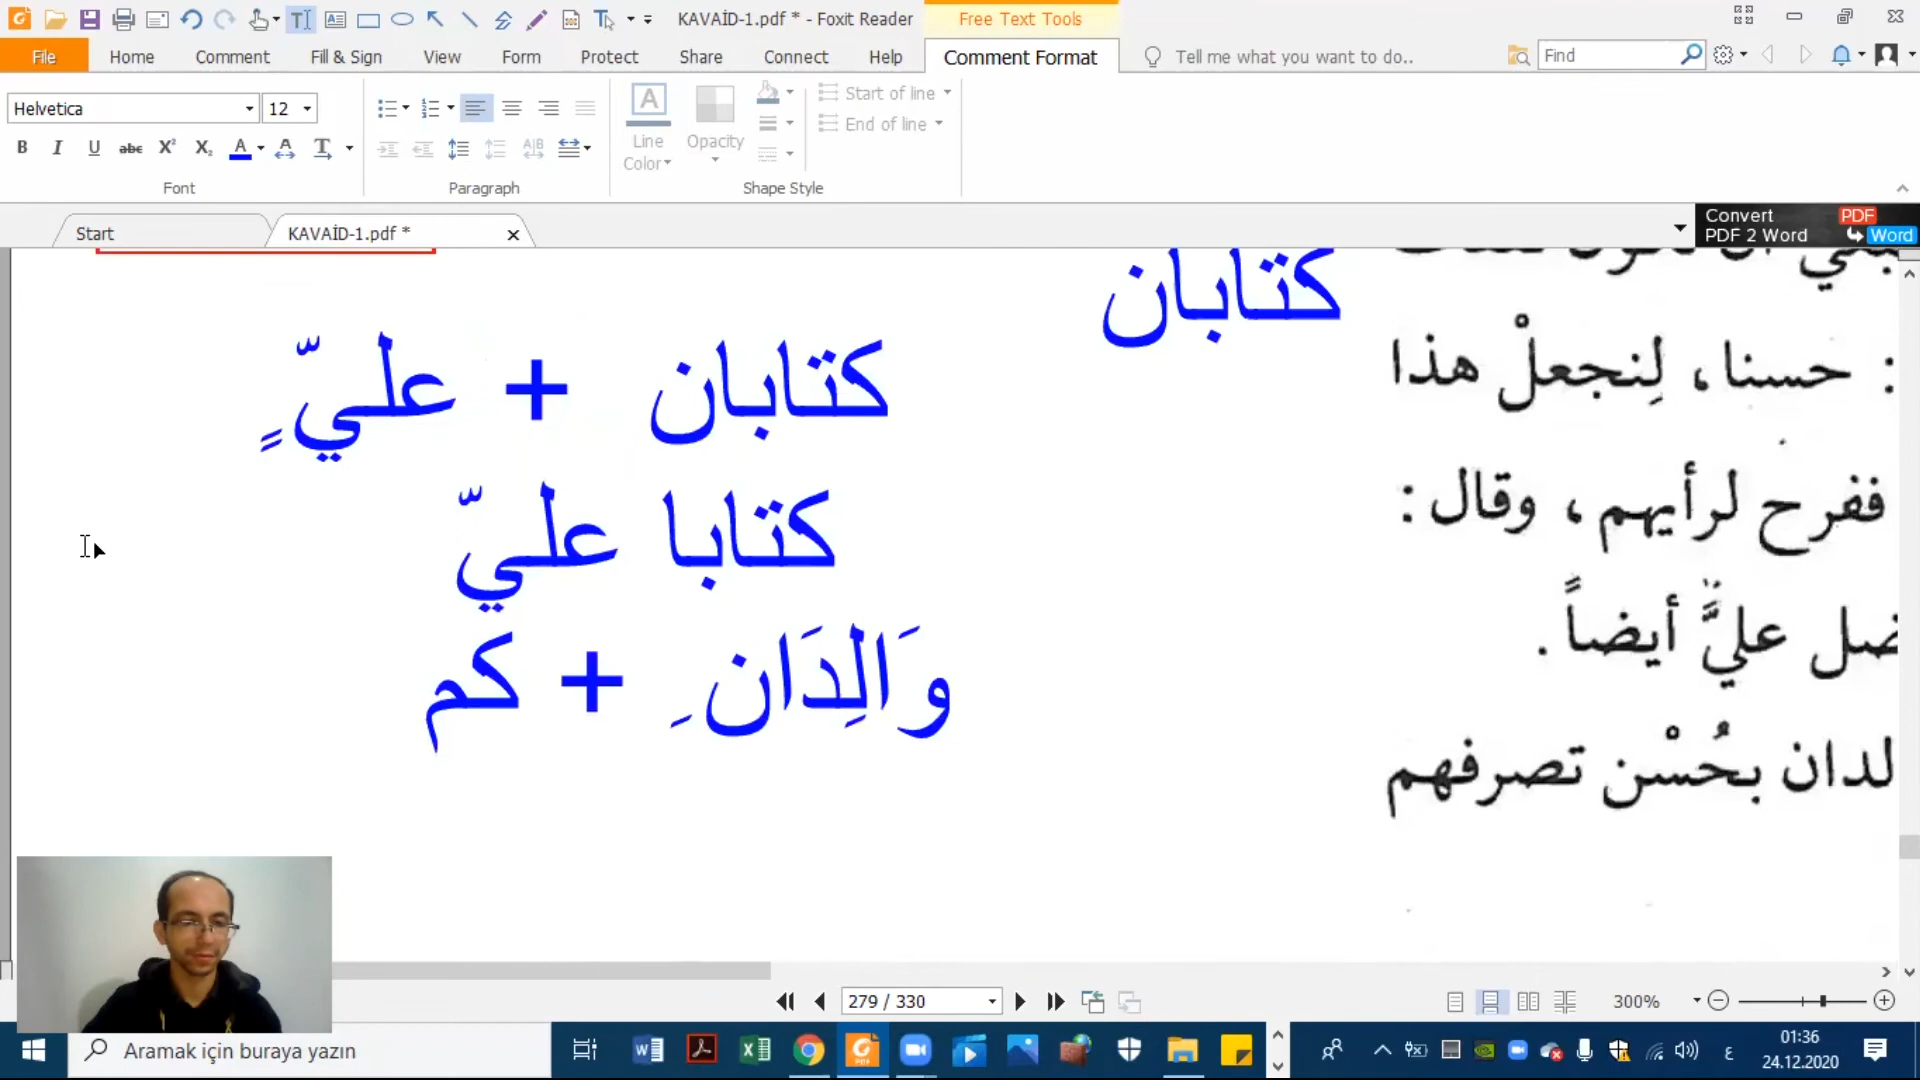 KAVAİD-1.pdf * - Foxit Reader
Free Text Tools
File Home Comment Fill & Sign View Form Protect Share Connect Help Comment Format Tell me what you want to do.. Find
Helvetica 12
Start of line
End of line
Line Color
Opacity
B I U abc X² X₂ A
Font Paragraph Shape Style
Start KAVAİD-1.pdf *
Convert PDF
PDF 2 Word Word
كتابان
كتابان + عليّ ٍ
كتابا عليّ
وَالِدَان ِ + كم
: حسنا، لِنجعلْ هذا
ففرح لرأيهم، وقال:
عليَّ أيضاً.
لدان بحُسْن تصرفهم
279 / 330
300%
Aramak için buraya yazın
ع
01:36
24.12.2020